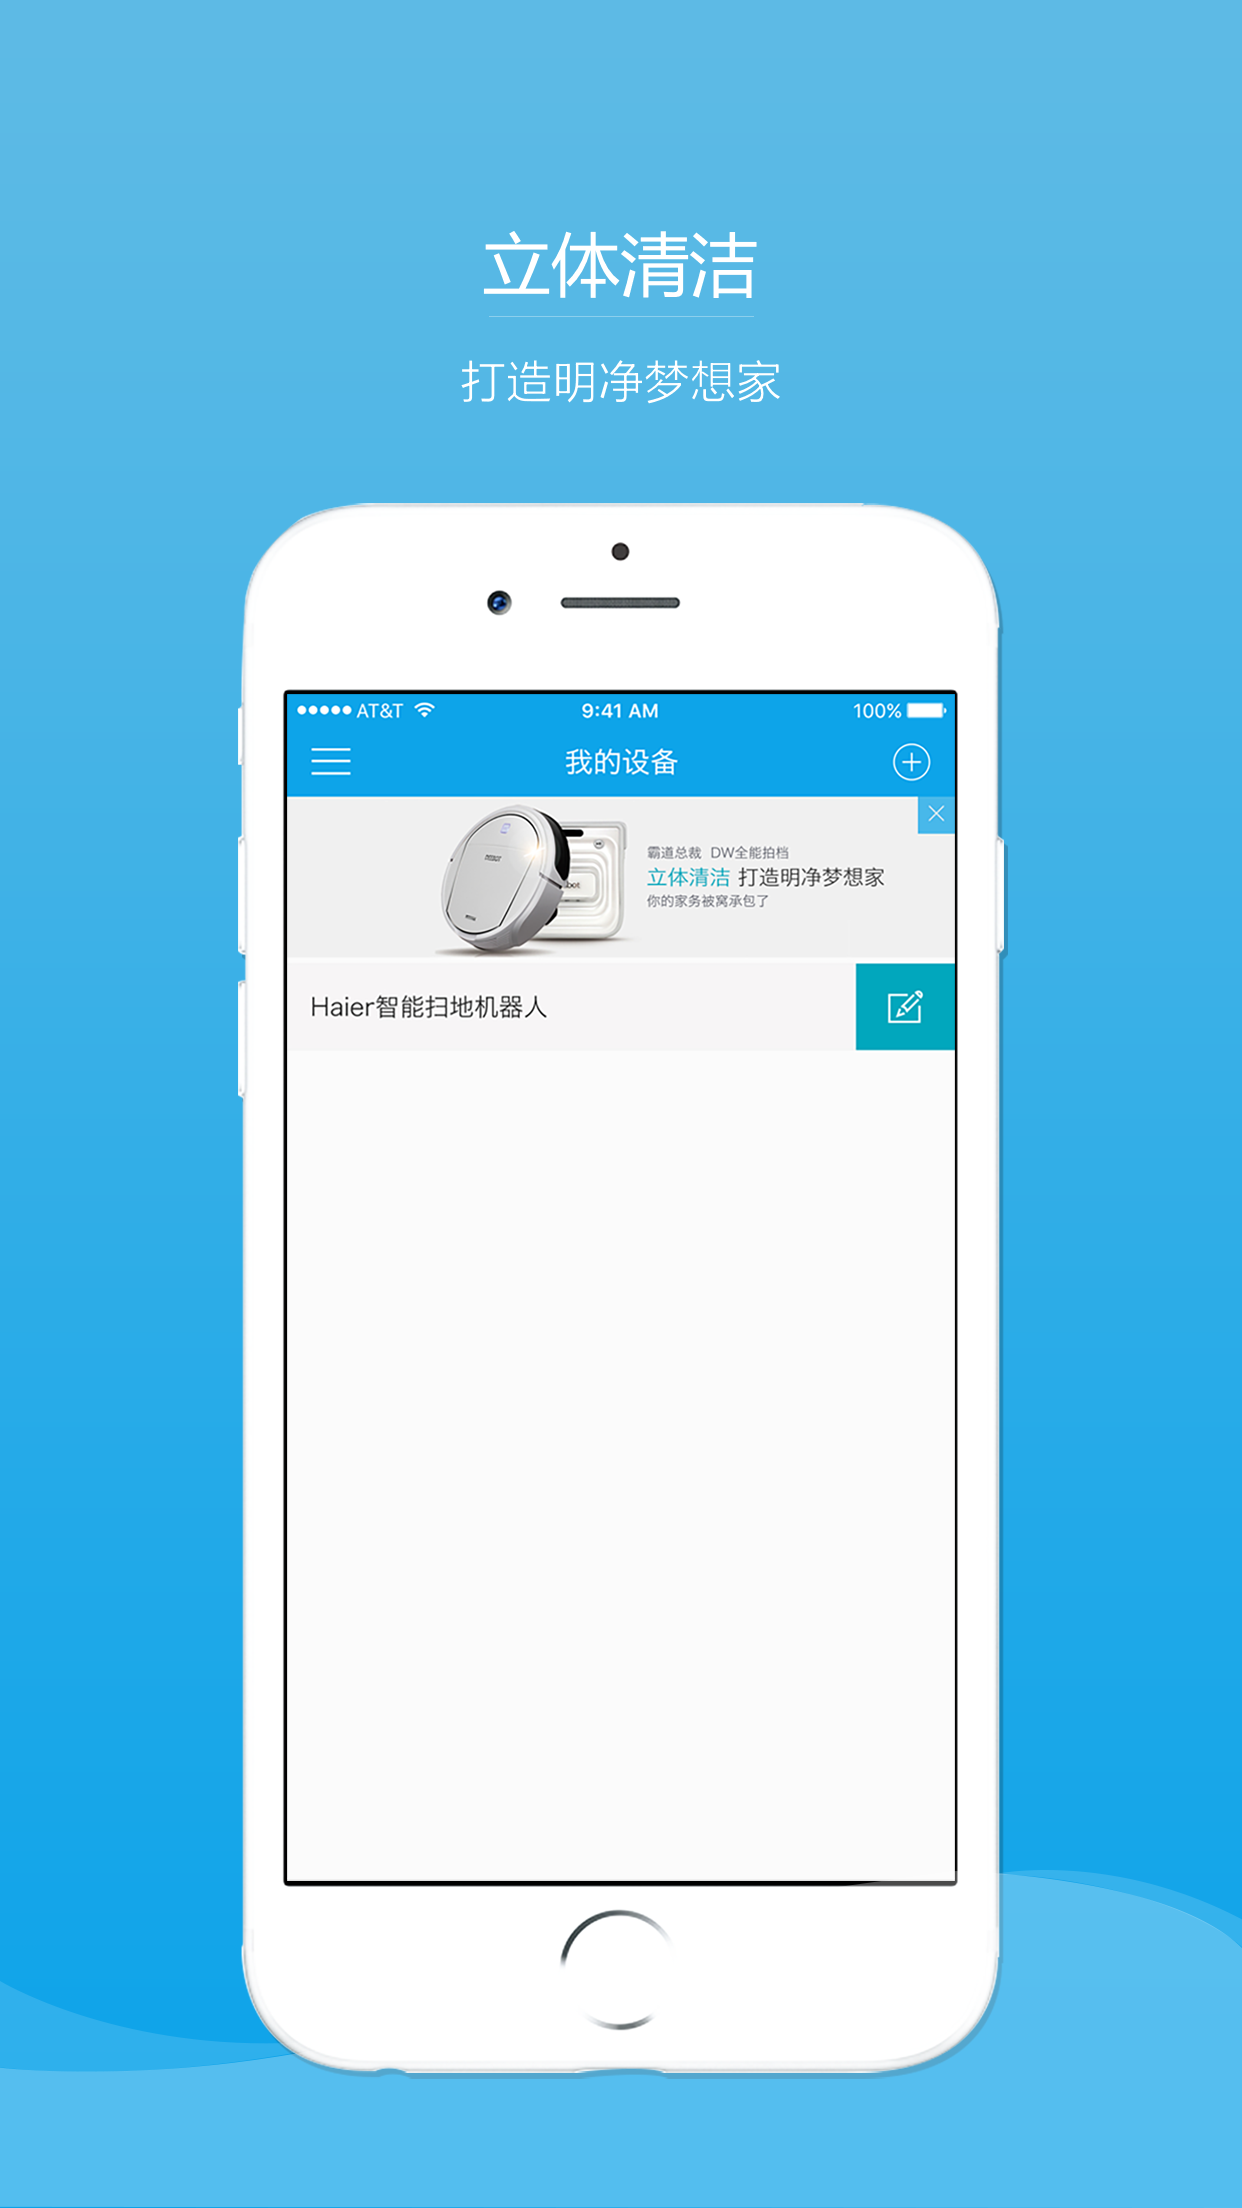 立体清洁
打造明净梦想家
AT&T 9:41 AM 100%
我的设备
霸道总裁 DW全能拍档
立体清洁 打造明净梦想家
你的家务被窝承包了
Haier智能扫地机器人